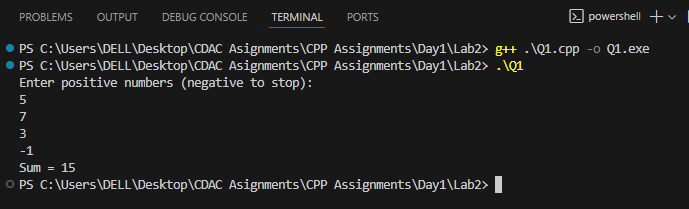 PROBLEMS OUTPUT DEBUG CONSOLE TERMINAL PORTS powershell
PS C:\Users\DELL\Desktop\CDAC Asignments\CPP Assignments\Day1\Lab2> g++ .\Q1.cpp -o Q1.exe
PS C:\Users\DELL\Desktop\CDAC Asignments\CPP Assignments\Day1\Lab2> .\Q1
Enter positive numbers (negative to stop):
5
7
3
-1
Sum = 15
PS C:\Users\DELL\Desktop\CDAC Asignments\CPP Assignments\Day1\Lab2>